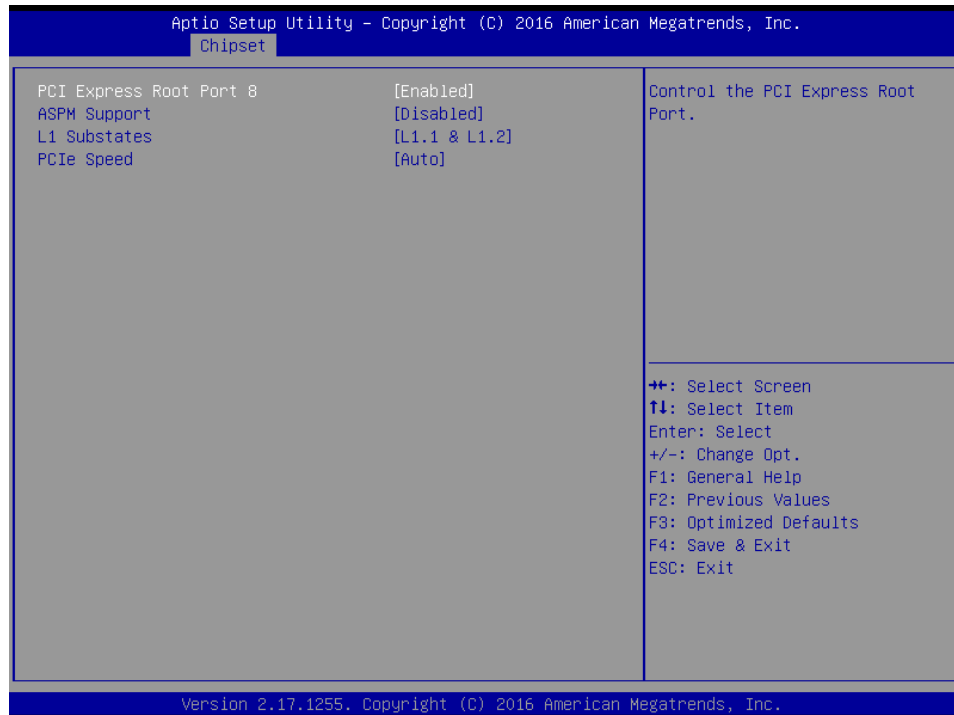 Aptio Setup Utility – Copyright (C) 2016 American Megatrends, Inc.
Chipset
PCI Express Root Port 8 [Enabled]
ASPM Support [Disabled]
L1 Substates [L1.1 & L1.2]
PCIe Speed [Auto]
Control the PCI Express Root
Port.
→←: Select Screen
↑↓: Select Item
Enter: Select
+/-: Change Opt.
F1: General Help
F2: Previous Values
F3: Optimized Defaults
F4: Save & Exit
ESC: Exit
Version 2.17.1255. Copyright (C) 2016 American Megatrends, Inc.